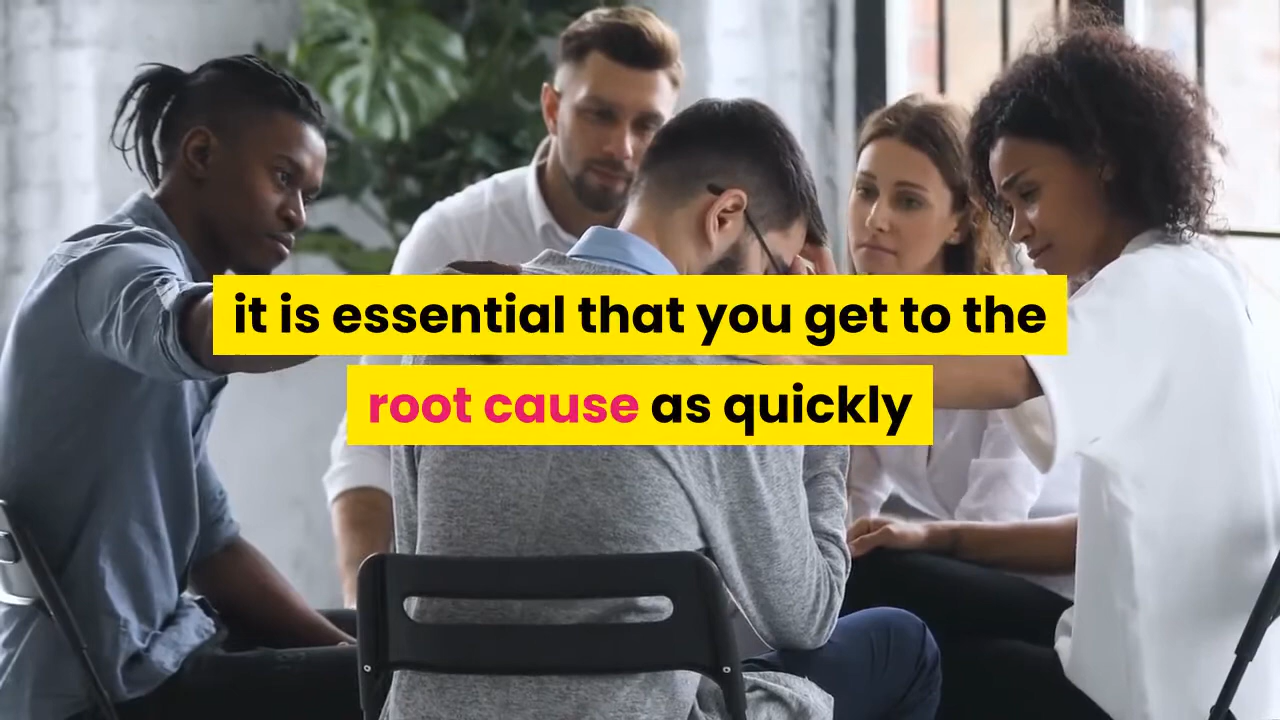 it is essential that you get to the
root cause as quickly